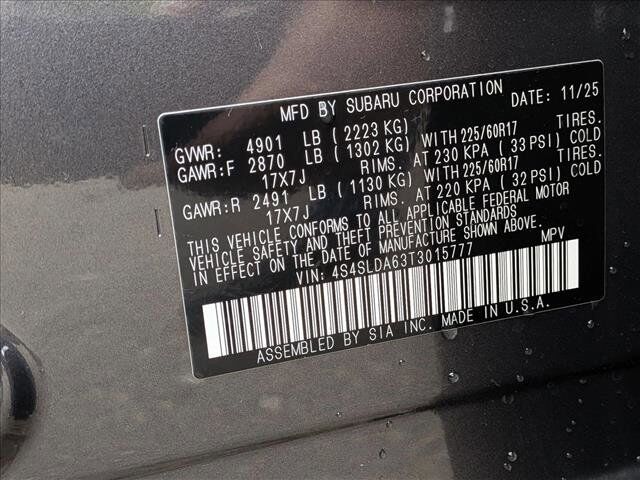 MFD BY SUBARU CORPORATION DATE: 11/25
GVWR: 4901 LB ( 2223 KG)
GAWR:F 2870 LB ( 1302 KG) WITH 225/60R17 TIRES.
17X7J RIMS. AT 230 KPA ( 33 PSI) COLD
GAWR:R 2491 LB ( 1130 KG) WITH 225/60R17 TIRES.
17X7J RIMS. AT 220 KPA ( 32 PSI) COLD
THIS VEHICLE CONFORMS TO ALL APPLICABLE FEDERAL MOTOR
VEHICLE SAFETY AND THEFT PREVENTION STANDARDS
IN EFFECT ON THE DATE OF MANUFACTURE SHOWN ABOVE.
VIN: 4S4SLDA63T3015777 MPV
ASSEMBLED BY SIA INC. MADE IN U.S.A.